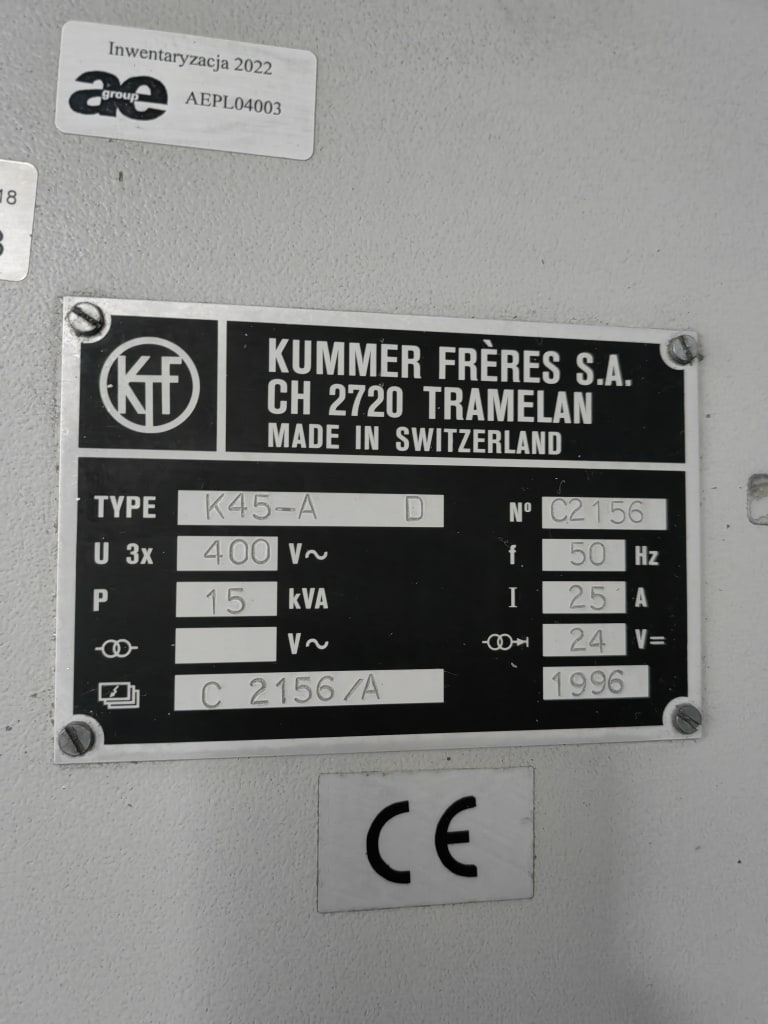 Inwentaryzacja 2022
ae group AEPL04003
18
KTF
KUMMER FRÈRES S.A.
CH 2720 TRAMELAN
MADE IN SWITZERLAND
TYPE K45-A D Nº C2156
U 3x 400 V~ f 50 Hz
P 15 kVA I 25 A
V~ 24 V=
C 2156/A 1996
CE